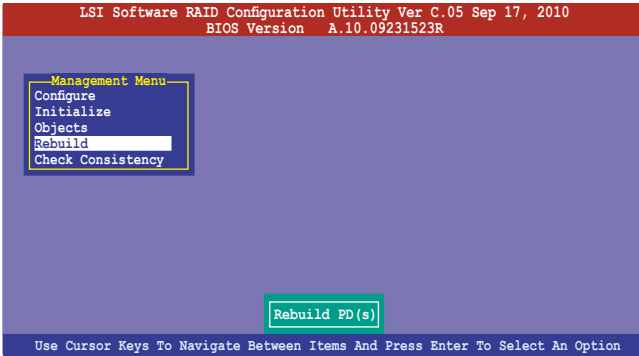 LSI Software RAID Configuration Utility Ver C.05 Sep 17, 2010
BIOS Version A.10.09231523R
Management Menu
Configure
Initialize
Objects
Rebuild
Check Consistency
Rebuild PD(s)
Use Cursor Keys To Navigate Between Items And Press Enter To Select An Option